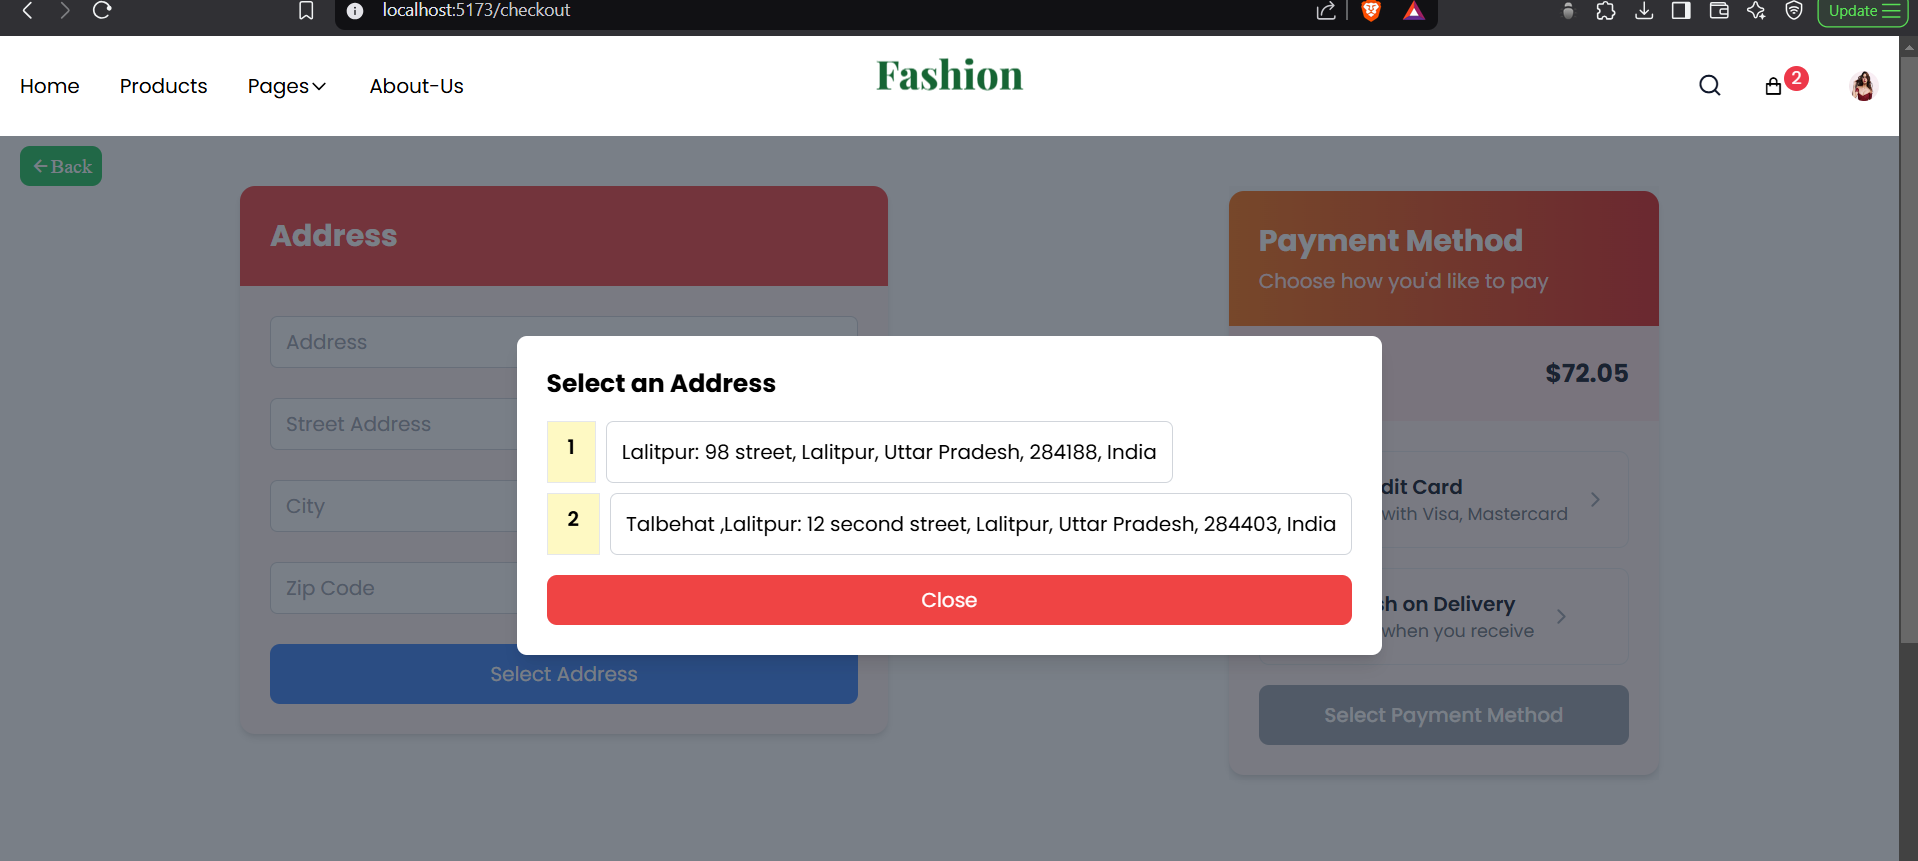 localhost:5173/checkout
Update
Home
Products
Pages
About-Us
Fashion
2
Back
Address
Payment Method
Choose how you'd like to pay
Address
Street Address
City
Zip Code
Select Address
Select an Address
1 Lalitpur: 98 street, Lalitpur, Uttar Pradesh, 284188, India
2 Talbehat ,Lalitpur: 12 second street, Lalitpur, Uttar Pradesh, 284403, India
Close
$72.05
dit Card
with Visa, Mastercard
h on Delivery
when you receive
Select Payment Method